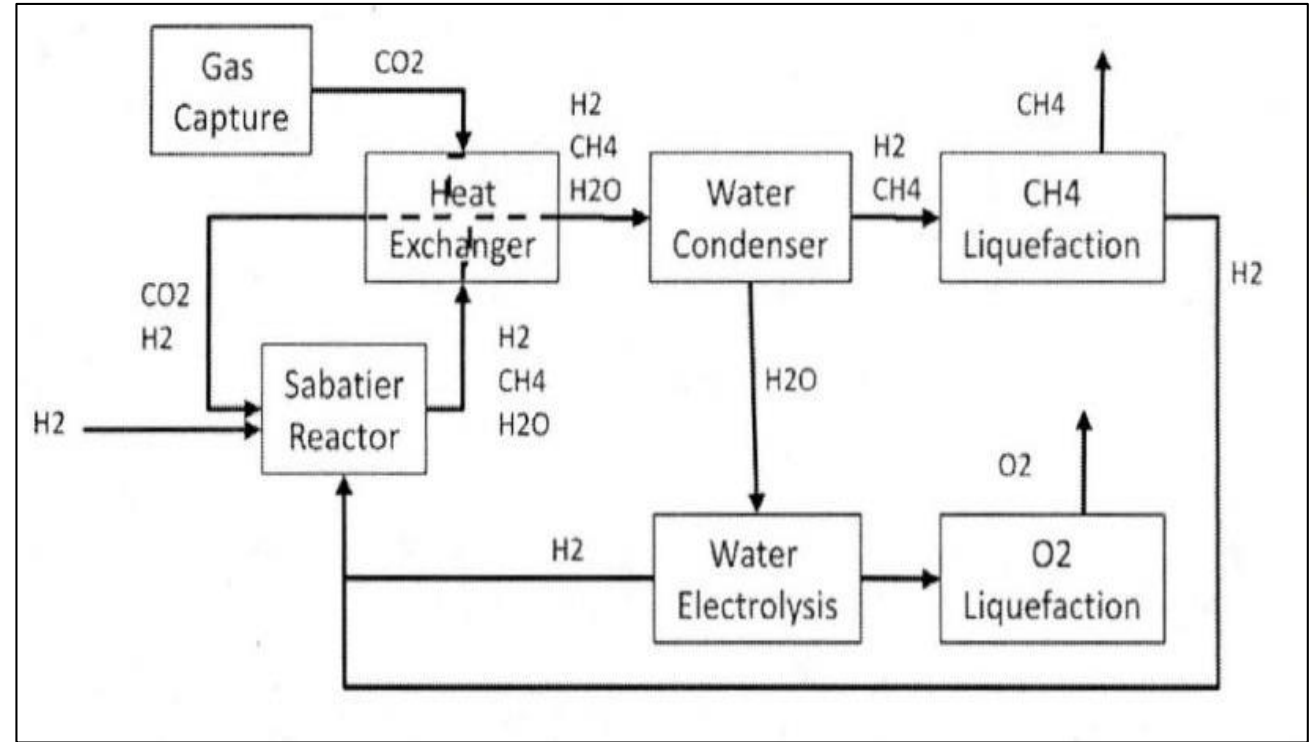 Gas
Capture
CO2
H2
CH4
H2O
Heat
Exchanger
Water
Condenser
H2
CH4
CH4
CH4
Liquefaction
H2
CO2
H2
H2
Sabatier
Reactor
H2
CH4
H2O
H2O
O2
H2
Water
Electrolysis
O2
Liquefaction